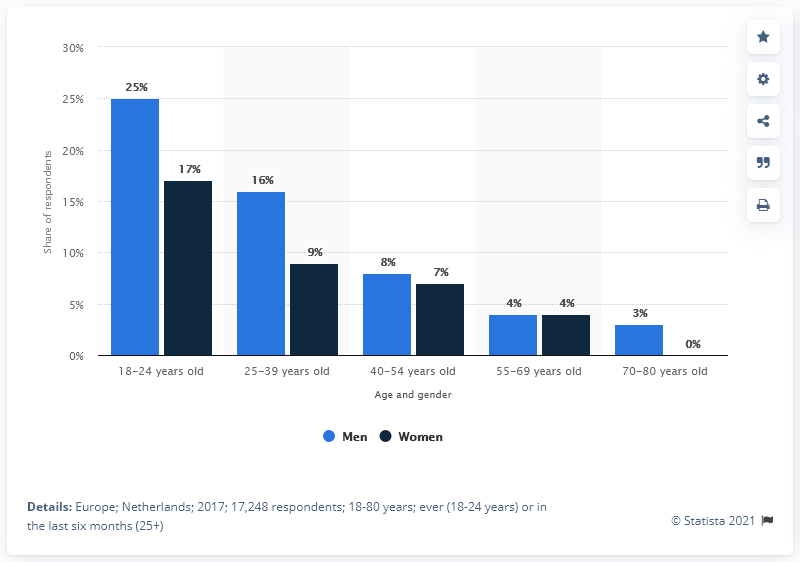 30%
25%
20%
15%
10%
5%
0%
Share of respondents
25%
17%
16%
9%
8%
7%
4%
4%
3%
0%
18–24 years old
25–39 years old
40–54 years old
55–69 years old
70–80 years old
Age and gender
Men
Women
Details: Europe; Netherlands; 2017; 17,248 respondents; 18-80 years; ever (18-24 years) or in
the last six months (25+)
© Statista 2021